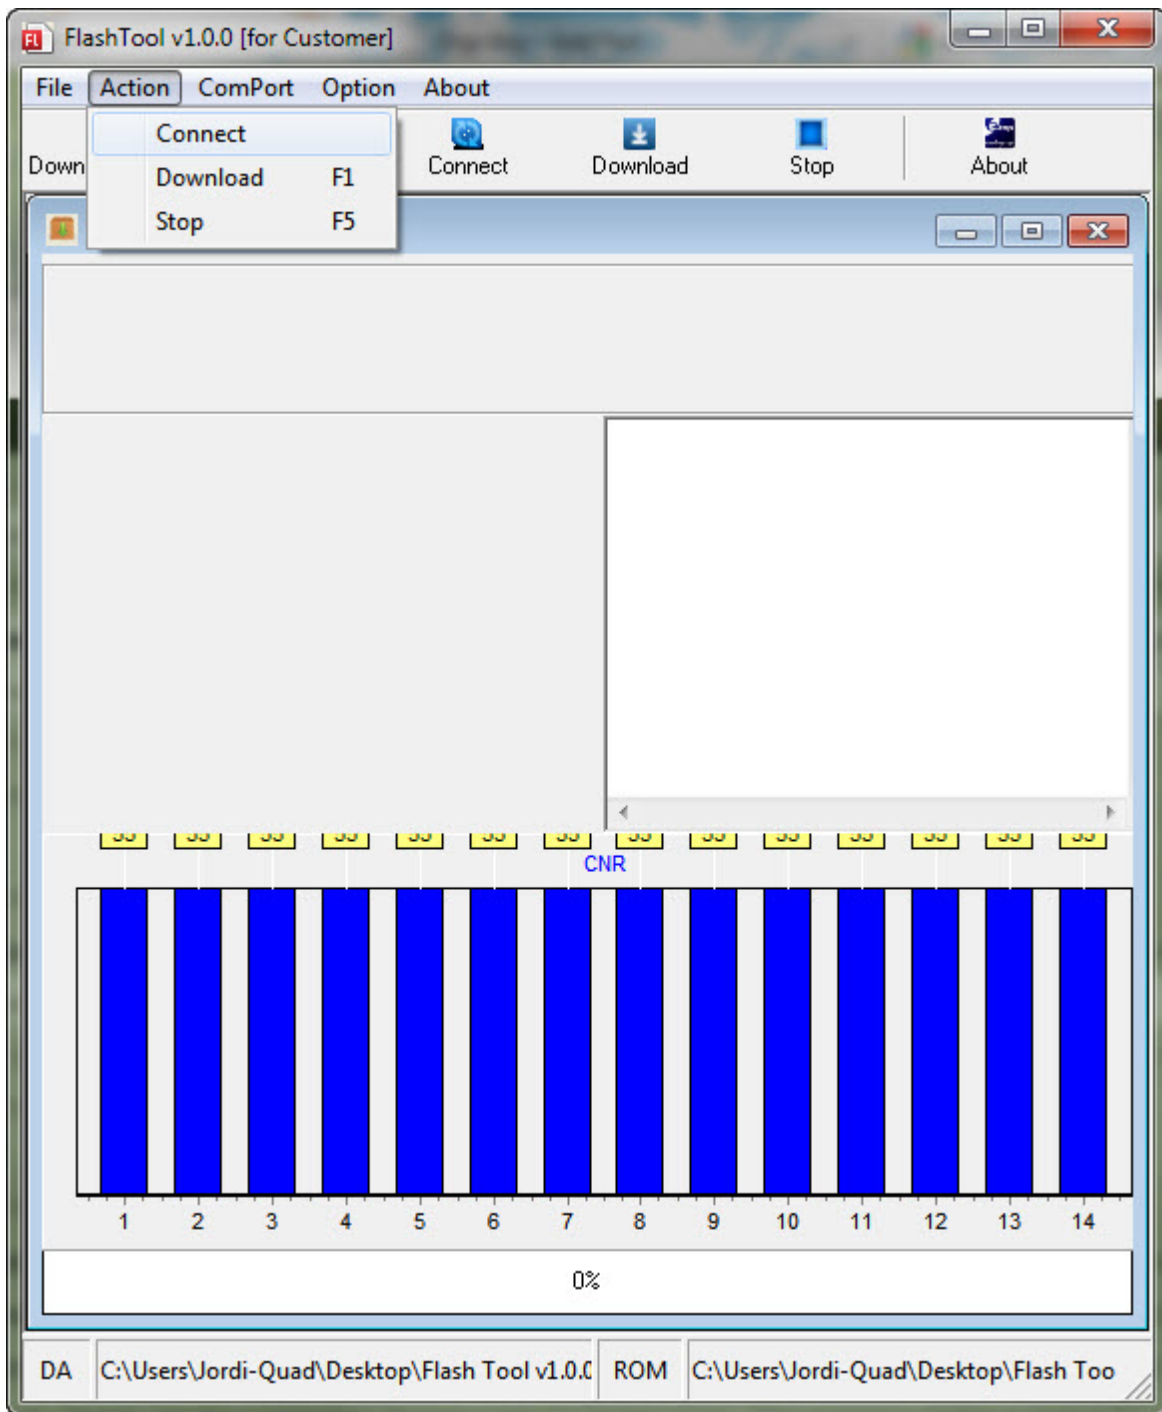 FlashTool v1.0.0 [for Customer]
File Action ComPort Option About
Down Connect Download Stop About
Connect
Download F1
Stop F5
CNR
1 2 3 4 5 6 7 8 9 10 11 12 13 14
0%
DA C:\Users\Jordi-Quad\Desktop\Flash Tool v1.0.0 ROM C:\Users\Jordi-Quad\Desktop\Flash Too